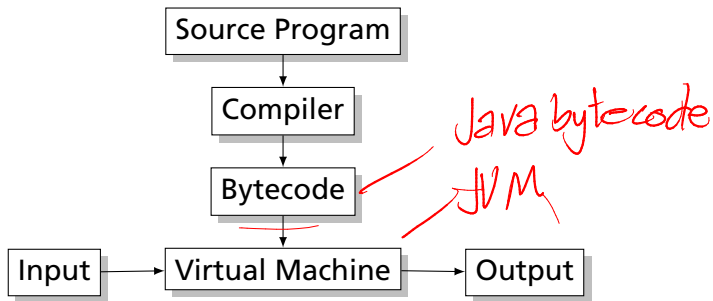 Source Program
Compiler
Java bytecode
Bytecode
JVM
Input
Virtual Machine
Output